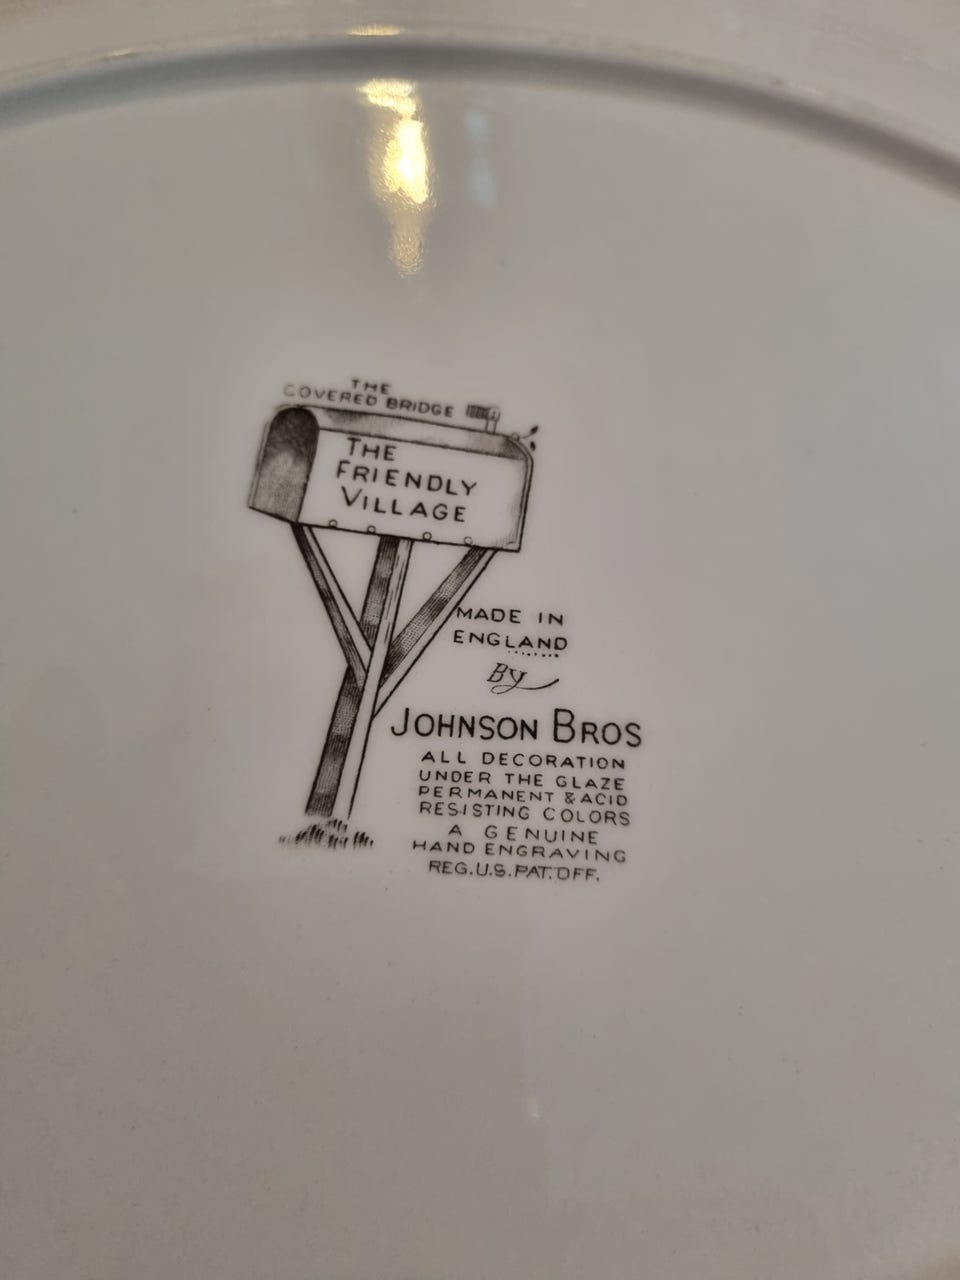 THE
COVERED BRIDGE
THE
FRIENDLY
VILLAGE
MADE IN
ENGLAND
By
JOHNSON BROS
ALL DECORATION
UNDER THE GLAZE
PERMANENT & ACID
RESISTING COLORS
A GENUINE
HAND ENGRAVING
REG.U.S.PAT.OFF.